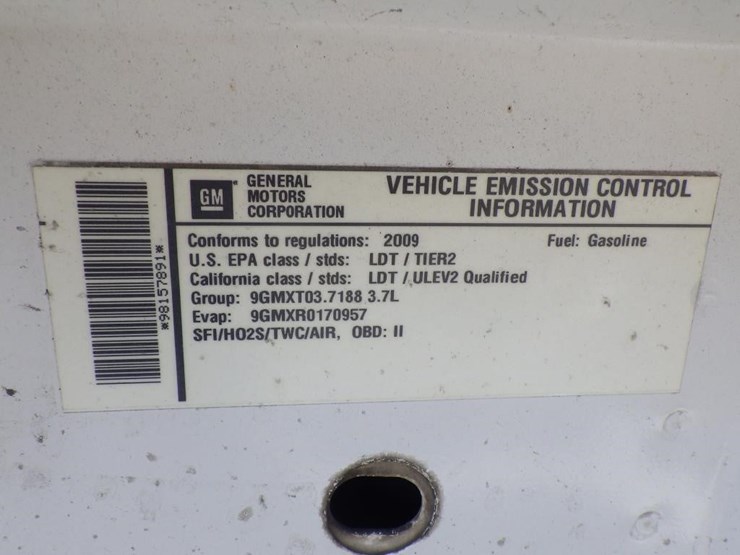 GM
GENERAL
MOTORS
CORPORATION
VEHICLE EMISSION CONTROL
INFORMATION
Conforms to regulations: 2009
Fuel: Gasoline
U.S. EPA class / stds: LDT / TIER2
California class / stds: LDT / ULEV2 Qualified
Group: 9GMXT03.7188 3.7L
Evap: 9GMXR0170957
SFI/HO2S/TWC/AIR, OBD: II
*98157891*